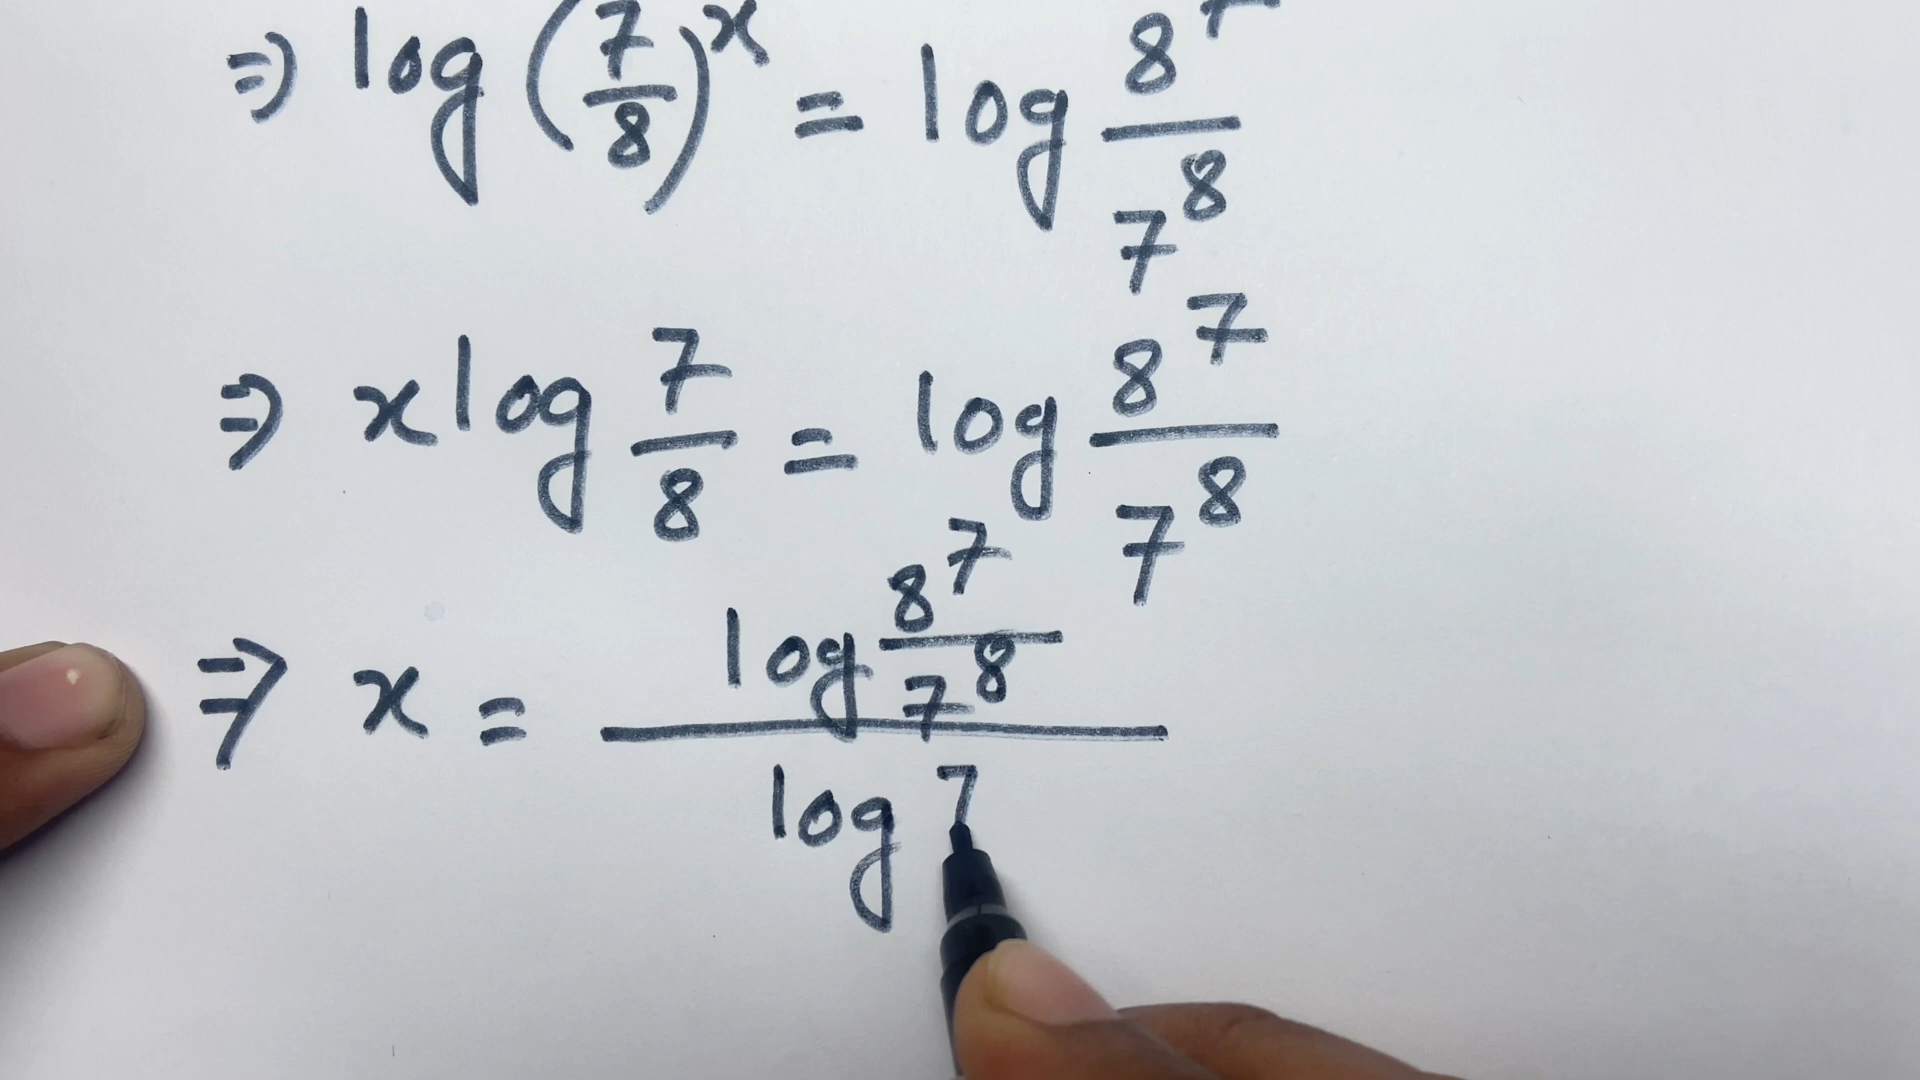 ⇒ log (7/8)^x = log 8^7/7^8
⇒ x log 7/8 = log 8^7/7^8
⇒ x = (log 8^7/7^8)/(log 7